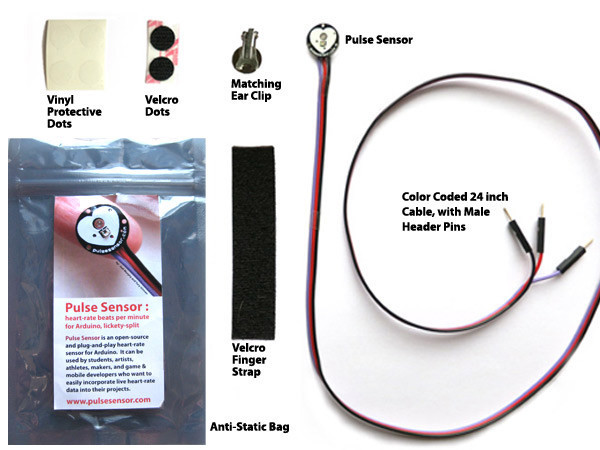 Vinyl
Protective
Dots
Velcro
Dots
Matching
Ear Clip
Pulse Sensor
Color Coded 24 inch
Cable, with Male
Header Pins
pulsesensor.com
Pulse Sensor :
heart-rate beats per minute
for Arduino, lickety-split
Pulse Sensor is an open-source
and plug-and-play heart-rate
sensor for Arduino. It can be
used by students, artists,
athletes, makers, and game &
mobile developers who want to
easily incorporate live heart-rate
data into their projects.
www.pulsesensor.com
Velcro
Finger
Strap
Anti-Static Bag